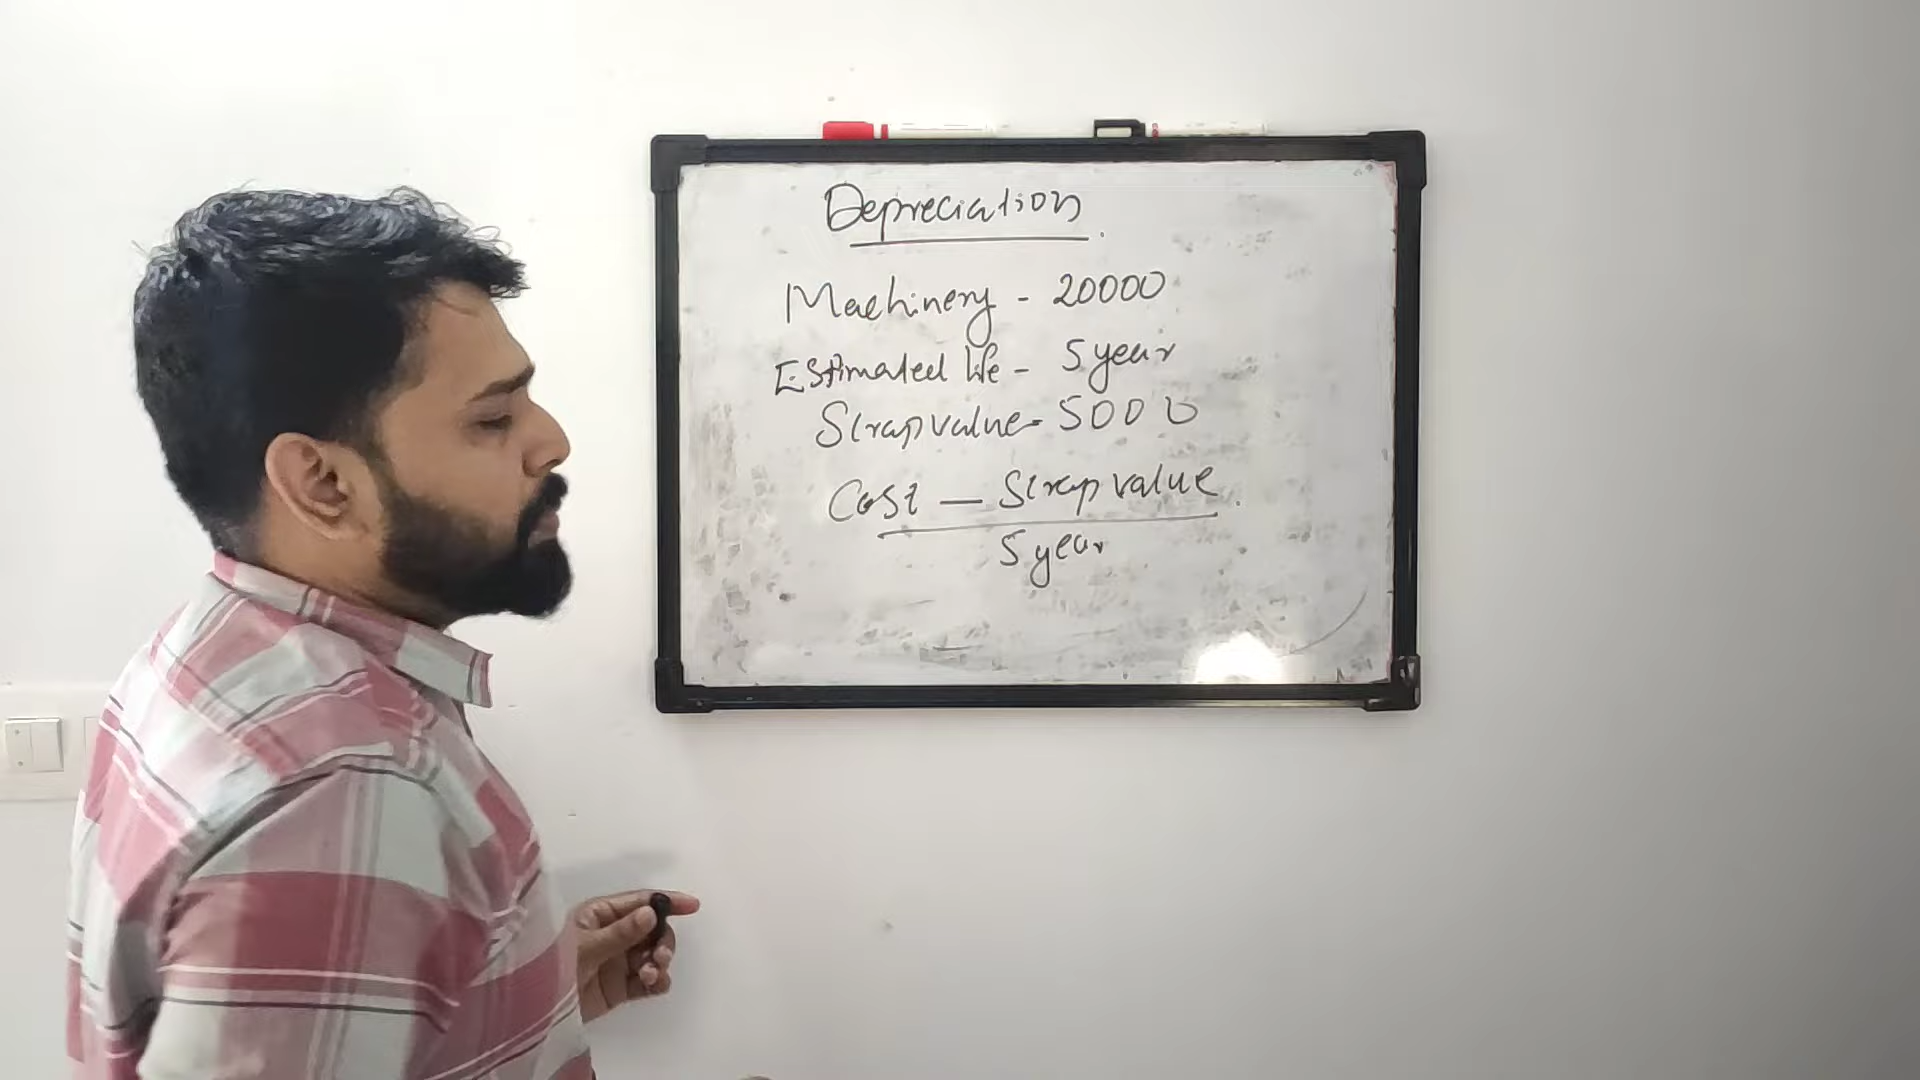 Depreciation.
Machinery - 20000
Estimated life - 5 year
Scrap value - 5000
Cost — Scrap value.
5 year